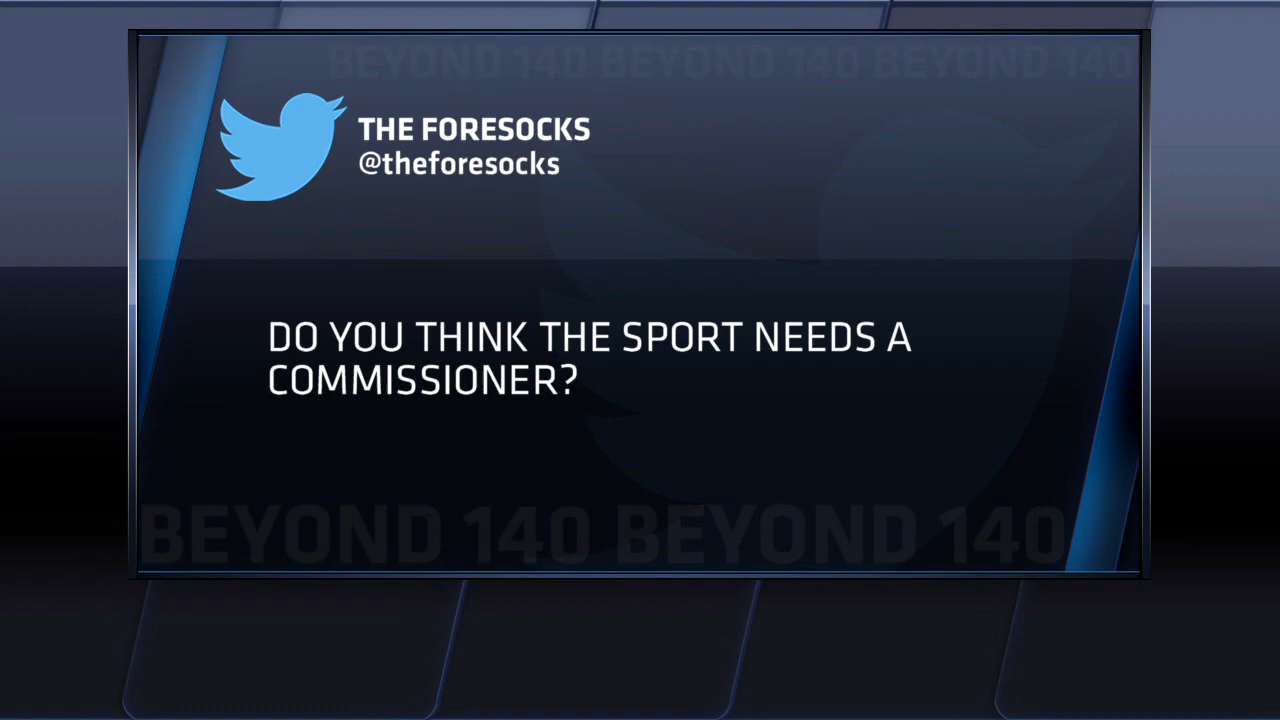 BEYOND 140 BEYOND 140 BEYOND 140
THE FORESOCKS
@theforesocks
DO YOU THINK THE SPORT NEEDS A
COMMISSIONER?
BEYOND 140 BEYOND 140